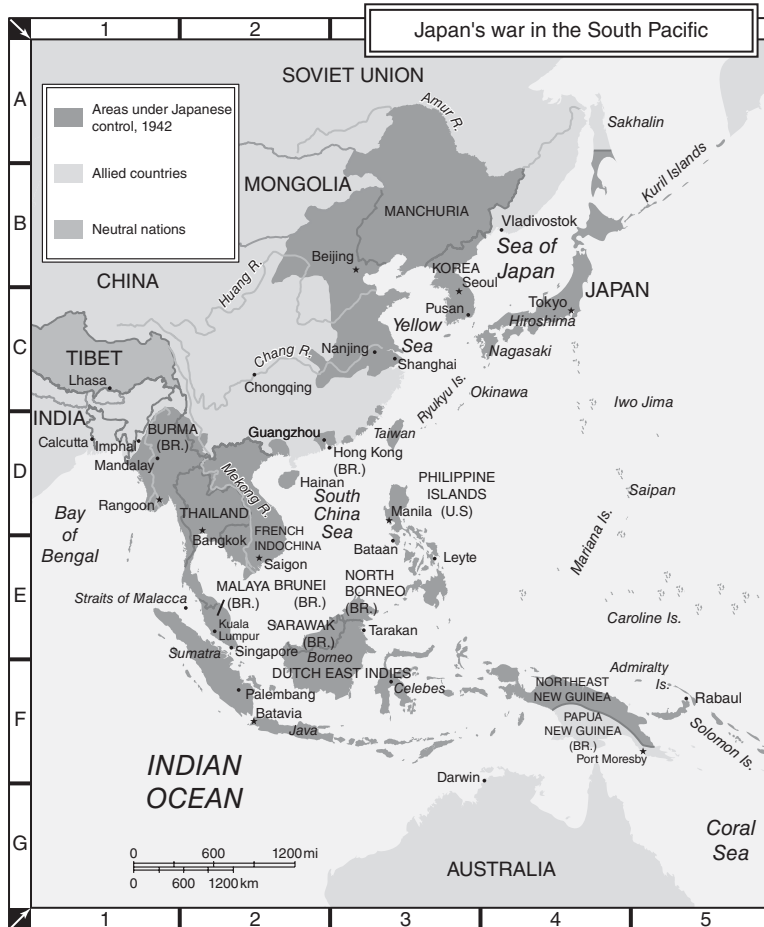 Japan's war in the South Pacific
1
2
3
4
5
A
B
C
D
E
F
G
Areas under Japanese
control, 1942
Allied countries
Neutral nations
SOVIET UNION
Amur R.
Sakhalin
Kuril Islands
MONGOLIA
MANCHURIA
Vladivostok
Sea of
Japan
Beijing
KOREA
Seoul
CHINA
Huang R.
Pusan
JAPAN
Tokyo
Hiroshima
Yellow
Sea
Nagasaki
TIBET
Lhasa
Chang R.
Nanjing
Shanghai
Chongqing
Ryukyu Is.
Okinawa
Iwo Jima
INDIA
Calcutta
Imphal
BURMA
(BR.)
Mandalay
Guangzhou
Taiwan
Hong Kong
(BR.)
Hainan
Mekong R.
Rangoon
THAILAND
Bangkok
FRENCH
INDOCHINA
Saigon
South
China
Sea
PHILIPPINE
ISLANDS
(U.S)
Manila
Bataan
Leyte
Saipan
Mariana Is.
Bay
of
Bengal
Straits of Malacca
MALAYA
(BR.)
BRUNEI
(BR.)
NORTH
BORNEO
(BR.)
Kuala
Lumpur
SARAWAK
(BR.)
Tarakan
Caroline Is.
Sumatra
Singapore
Borneo
DUTCH EAST INDIES
Celebes
Palembang
Batavia
Java
Admiralty
Is.
NORTHEAST
NEW GUINEA
Rabaul
PAPUA
NEW GUINEA
(BR.)
Port Moresby
Solomon Is.
INDIAN
OCEAN
Darwin
Coral
Sea
AUSTRALIA
0 600 1200 mi
0 600 1200 km
1
2
3
4
5